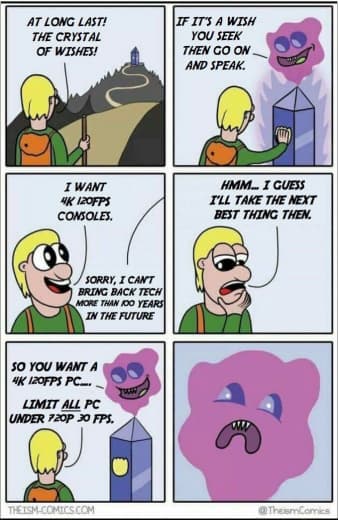 AT LONG LAST!
THE CRYSTAL
OF WISHES!
IF IT'S A WISH
YOU SEEK
THEN GO ON
AND SPEAK.
I WANT
4K 120FPS
CONSOLES.
SORRY, I CAN'T
BRING BACK TECH
MORE THAN 100 YEARS
IN THE FUTURE
HMM... I GUESS
I'LL TAKE THE NEXT
BEST THING THEN.
SO YOU WANT A
4K 120FPS PC....
LIMIT ALL PC
UNDER 720P 30 FPS.
THEISM-COMICS.COM
@TheismComics